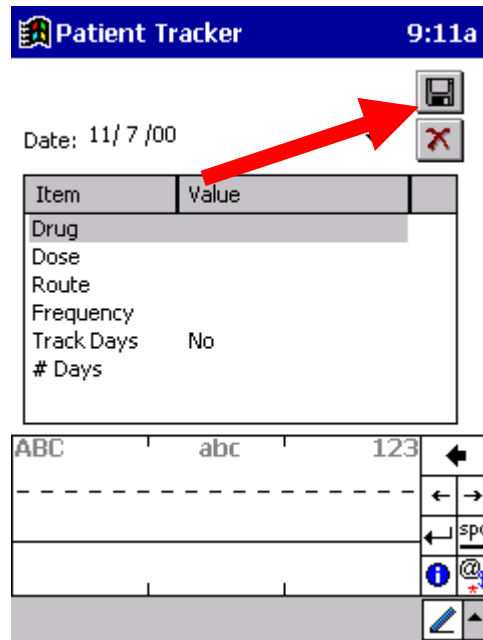 Patient Tracker 9:11a
Date: 11/ 7 /00
Item Value
Drug
Dose
Route
Frequency
Track Days No
# Days
ABC abc 123
@